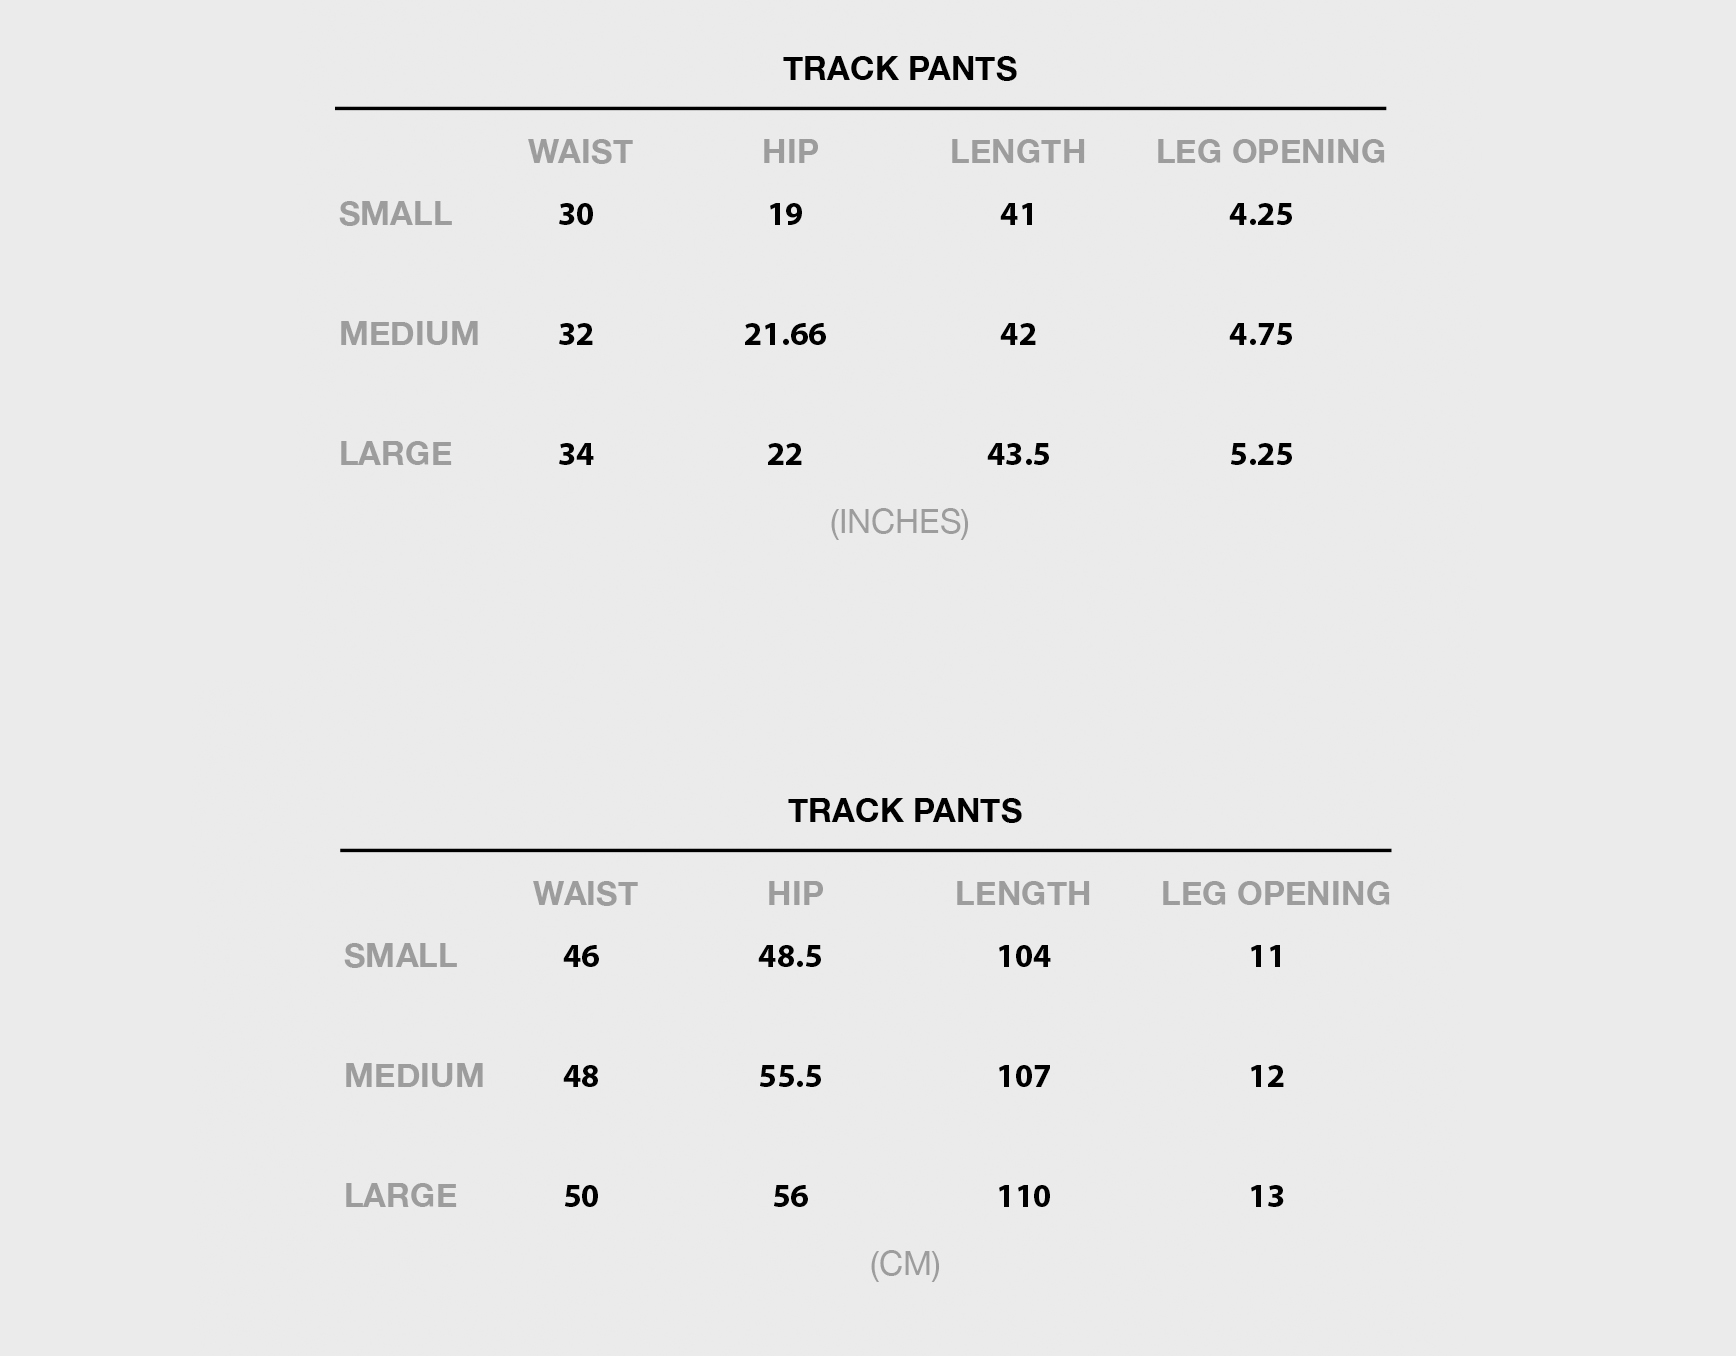 TRACK PANTS
WAIST HIP LENGTH LEG OPENING
SMALL 30 19 41 4.25
MEDIUM 32 21.66 42 4.75
LARGE 34 22 43.5 5.25
(INCHES)
TRACK PANTS
WAIST HIP LENGTH LEG OPENING
SMALL 46 48.5 104 11
MEDIUM 48 55.5 107 12
LARGE 50 56 110 13
(CM)